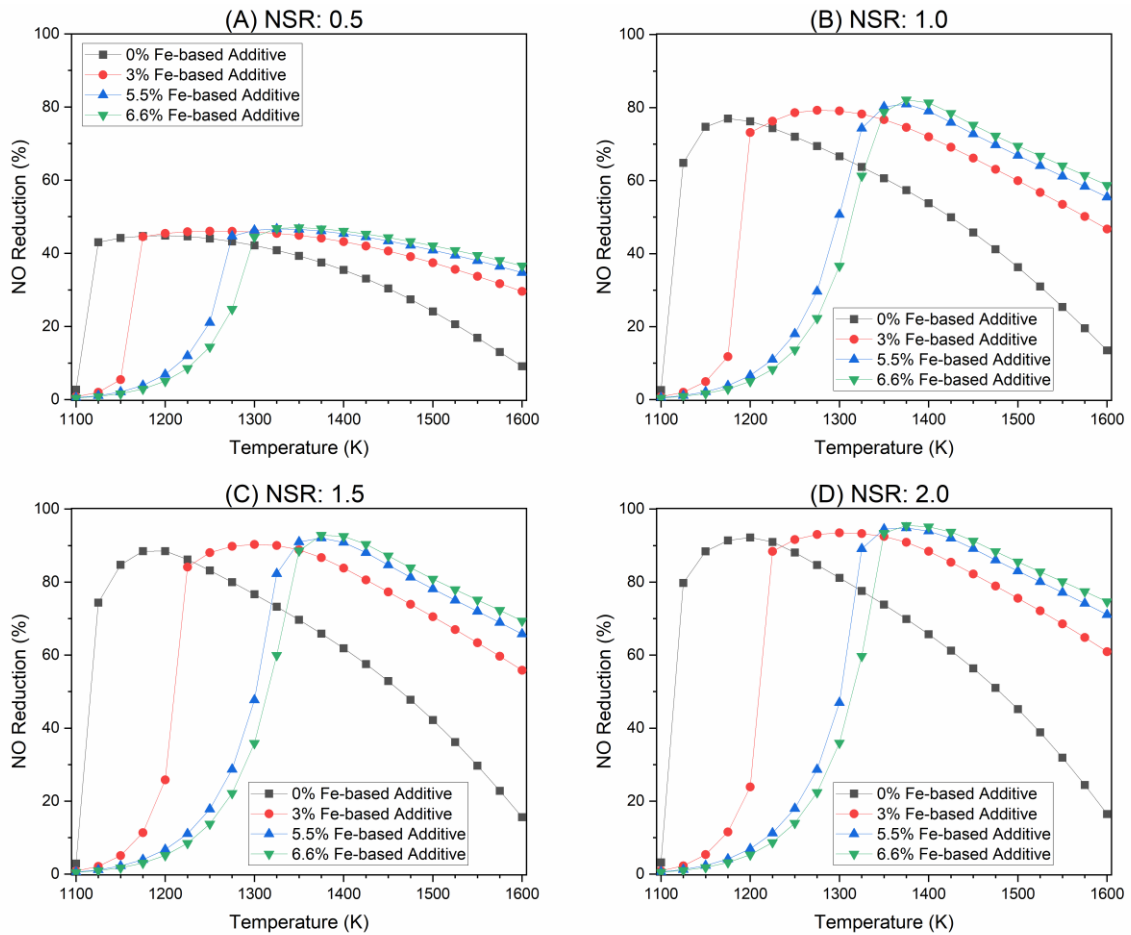 (A) NSR: 0.5
100
80
60
40
20
0
NO Reduction (%)
0% Fe-based Additive
3% Fe-based Additive
5.5% Fe-based Additive
6.6% Fe-based Additive
1100 1200 1300 1400 1500 1600
Temperature (K)
(B) NSR: 1.0
100
80
60
40
20
0
NO Reduction (%)
0% Fe-based Additive
3% Fe-based Additive
5.5% Fe-based Additive
6.6% Fe-based Additive
1100 1200 1300 1400 1500 1600
Temperature (K)
(C) NSR: 1.5
100
80
60
40
20
0
NO Reduction (%)
0% Fe-based Additive
3% Fe-based Additive
5.5% Fe-based Additive
6.6% Fe-based Additive
1100 1200 1300 1400 1500 1600
Temperature (K)
(D) NSR: 2.0
100
80
60
40
20
0
NO Reduction (%)
0% Fe-based Additive
3% Fe-based Additive
5.5% Fe-based Additive
6.6% Fe-based Additive
1100 1200 1300 1400 1500 1600
Temperature (K)